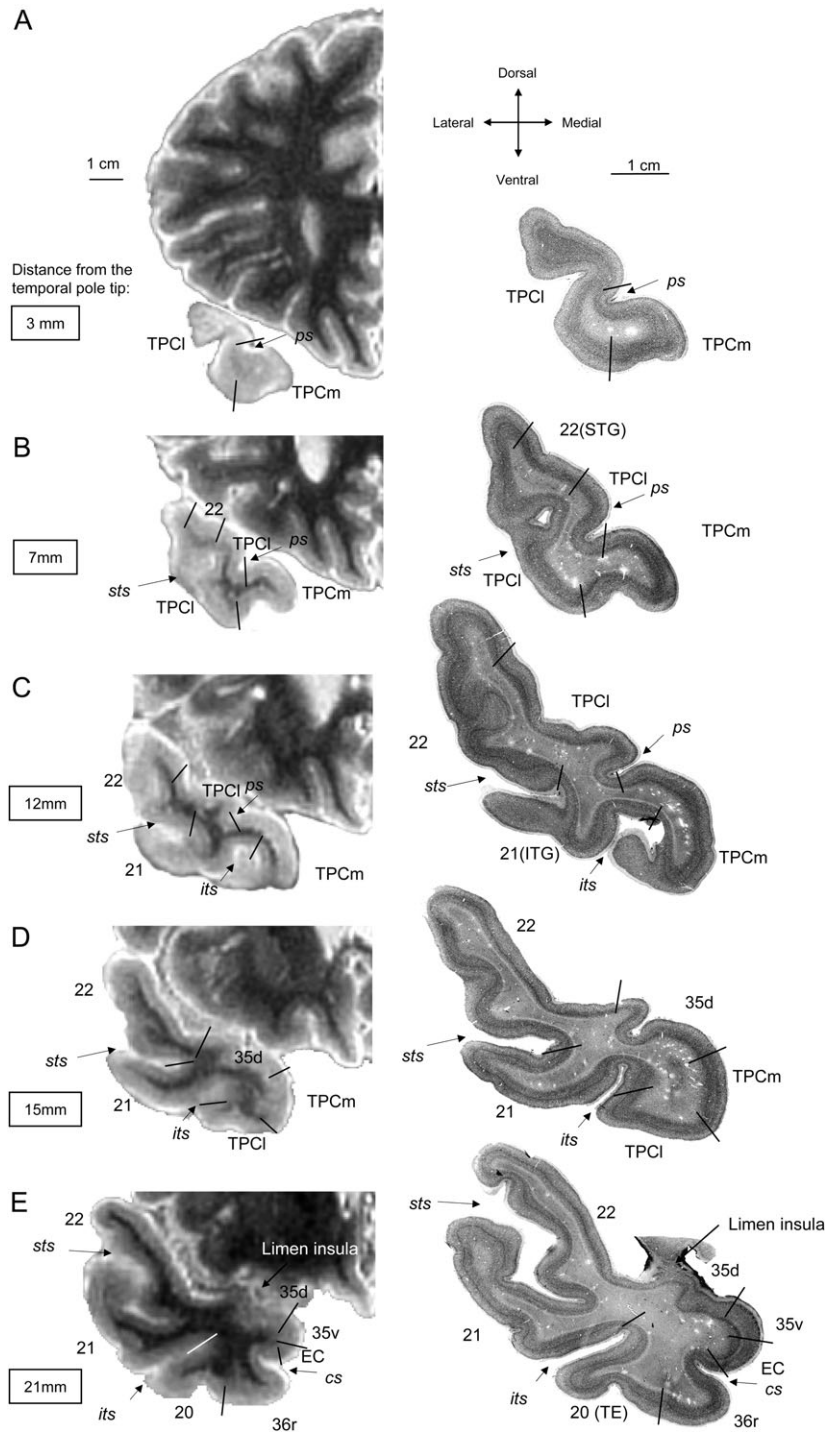 A
Dorsal
Lateral
Medial
Ventral
1 cm
1 cm
Distance from the
temporal pole tip:
3 mm
TPCl
ps
TPCm
TPCl
ps
TPCm
B
22
TPCl
ps
7mm
sts
TPCl
TPCm
22(STG)
TPCl
ps
TPCm
sts
TPCl
C
22
TPCl
ps
12mm
sts
21
its
TPCm
TPCl
ps
22
sts
21(ITG)
its
TPCm
D
22
sts
35d
15mm
21
its
TPCl
TPCm
22
35d
sts
TPCm
21
its
TPCl
E
22
sts
Limen insula
35d
35v
21
EC
cs
21mm
its
20
36r
sts
22
Limen insula
35d
35v
21
EC
cs
its
20 (TE)
36r